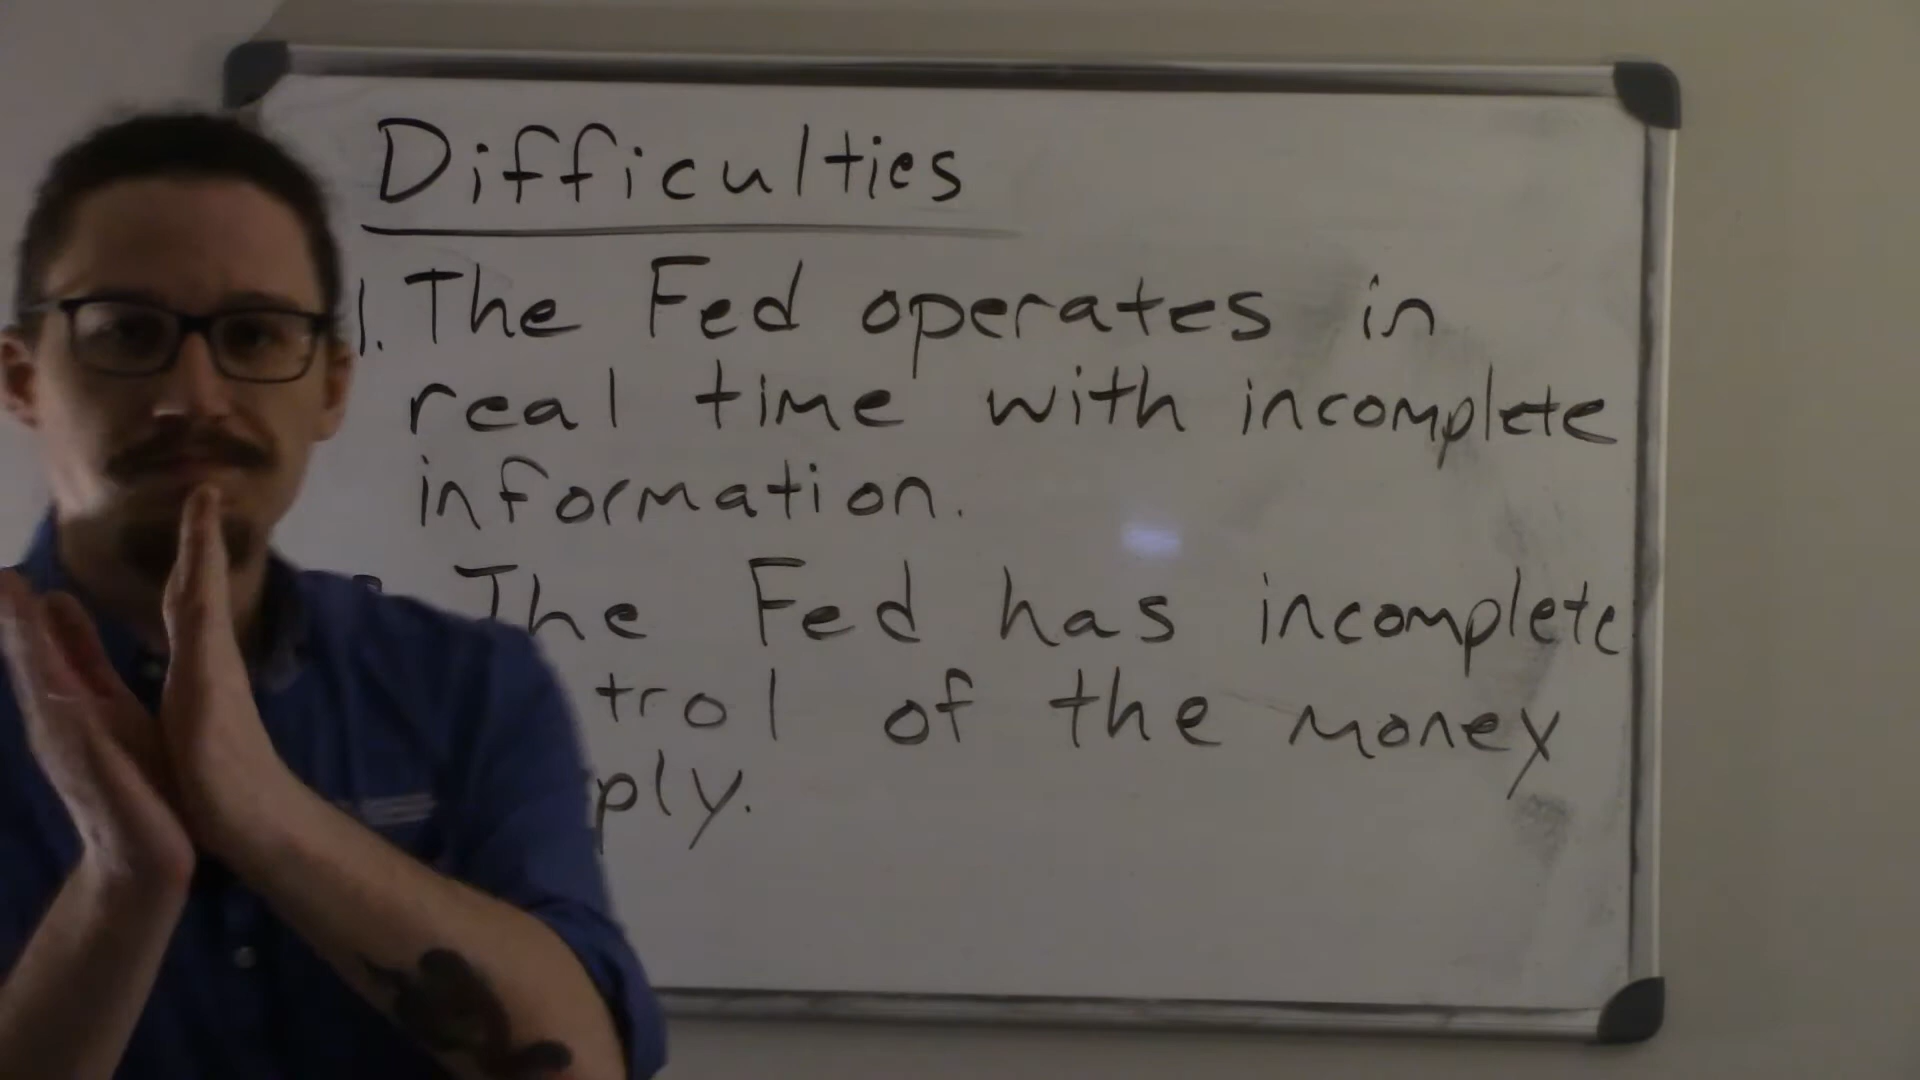 Difficulties
1. The Fed operates in
real time with incomplete
information.
The Fed has incomplete
trol of the money
ply.